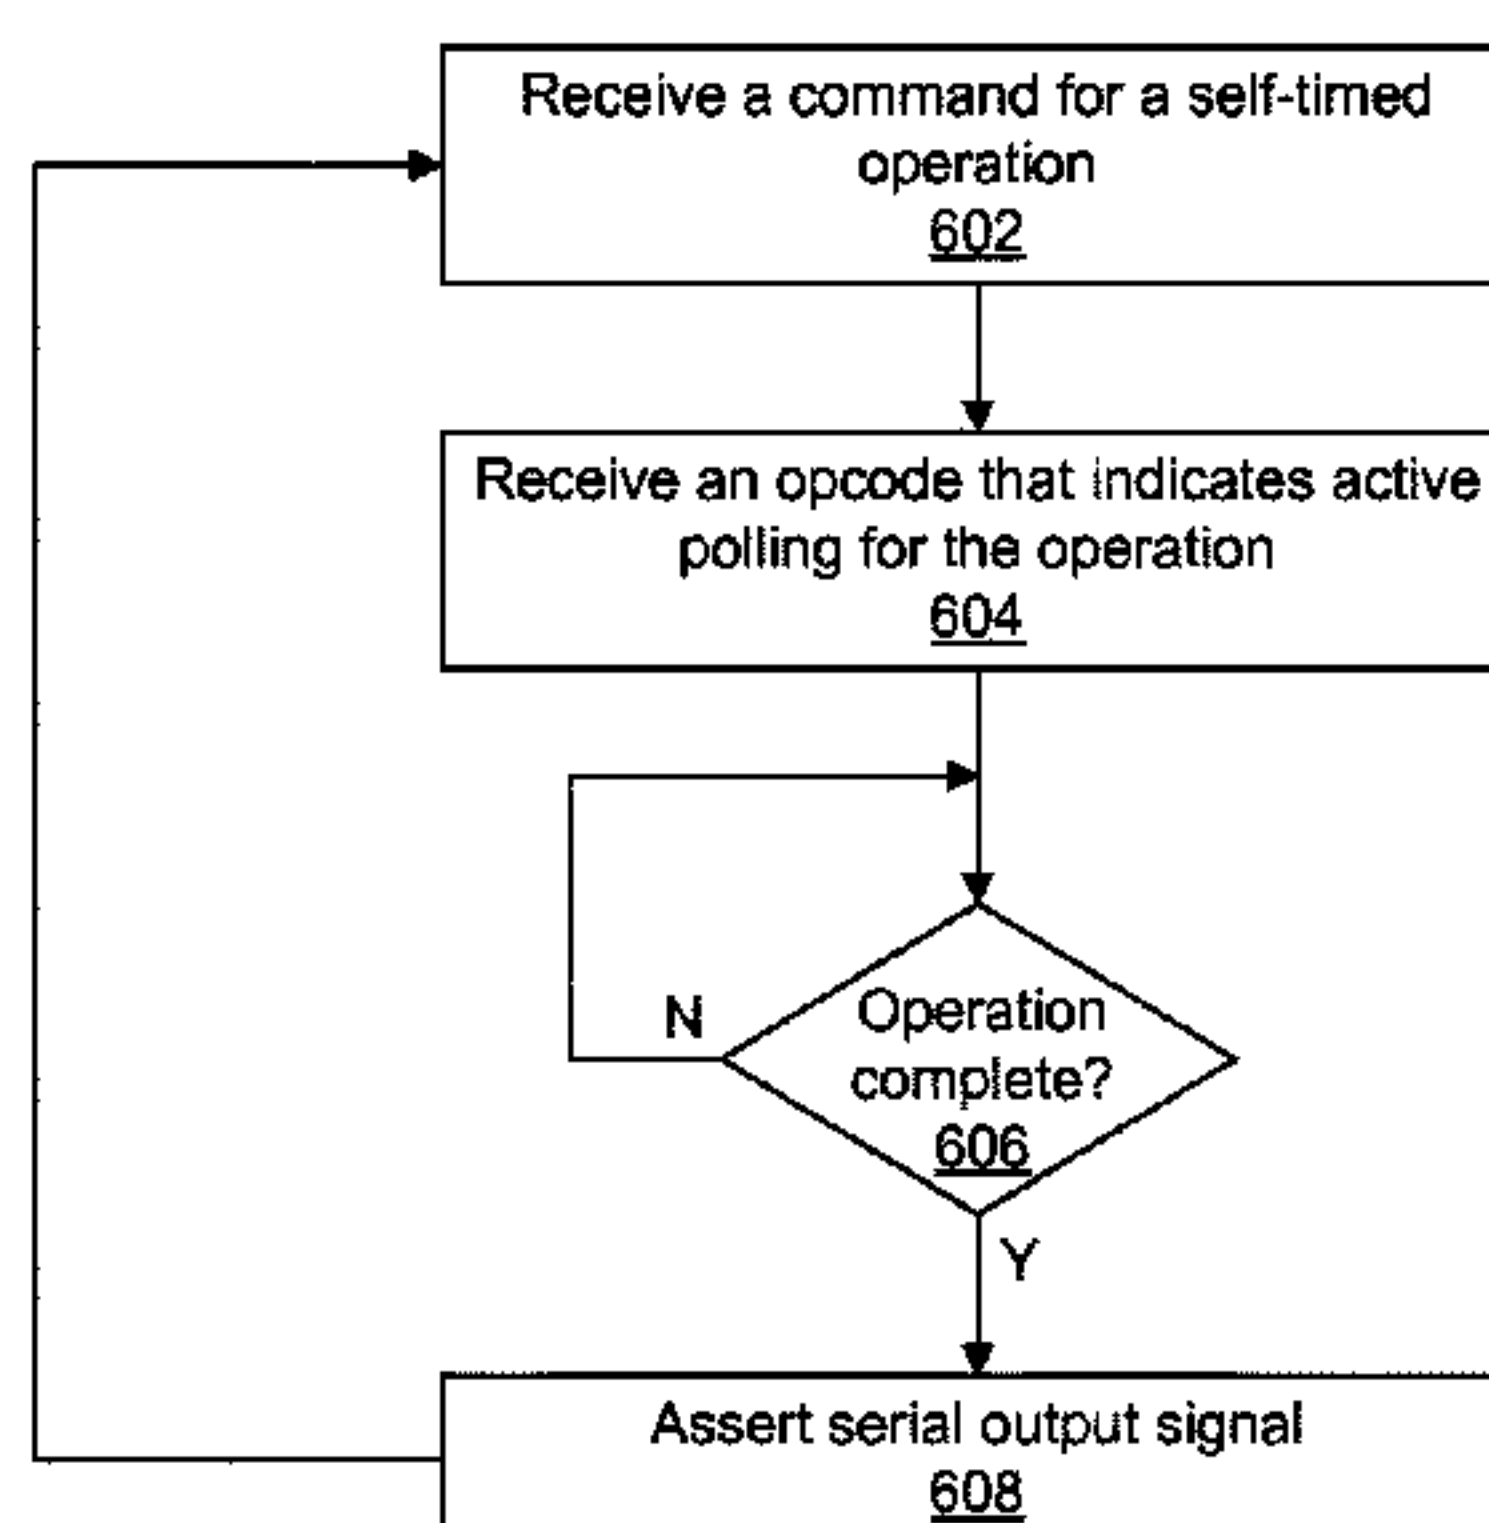 Receive a command for a self-timed
operation
602
Receive an opcode that indicates active
polling for the operation
604
N
Operation
complete?
606
Y
Assert serial output signal
608